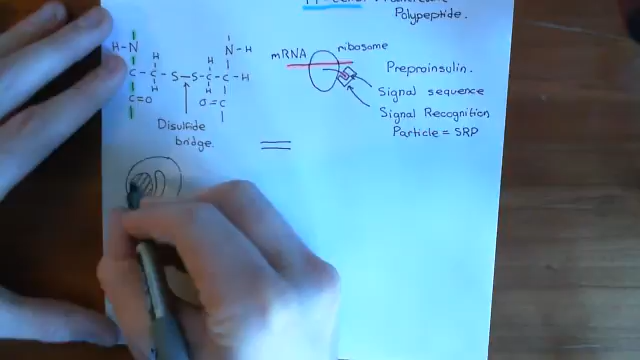 Polypeptide.
mRNA
ribosome
Preproinsulin.
Signal sequence
Signal Recognition
Particle = SRP
H-N
N-H
H
H
C-C-S-S-C-C-H
H
H
C=O
O=C
Disulfide
bridge.